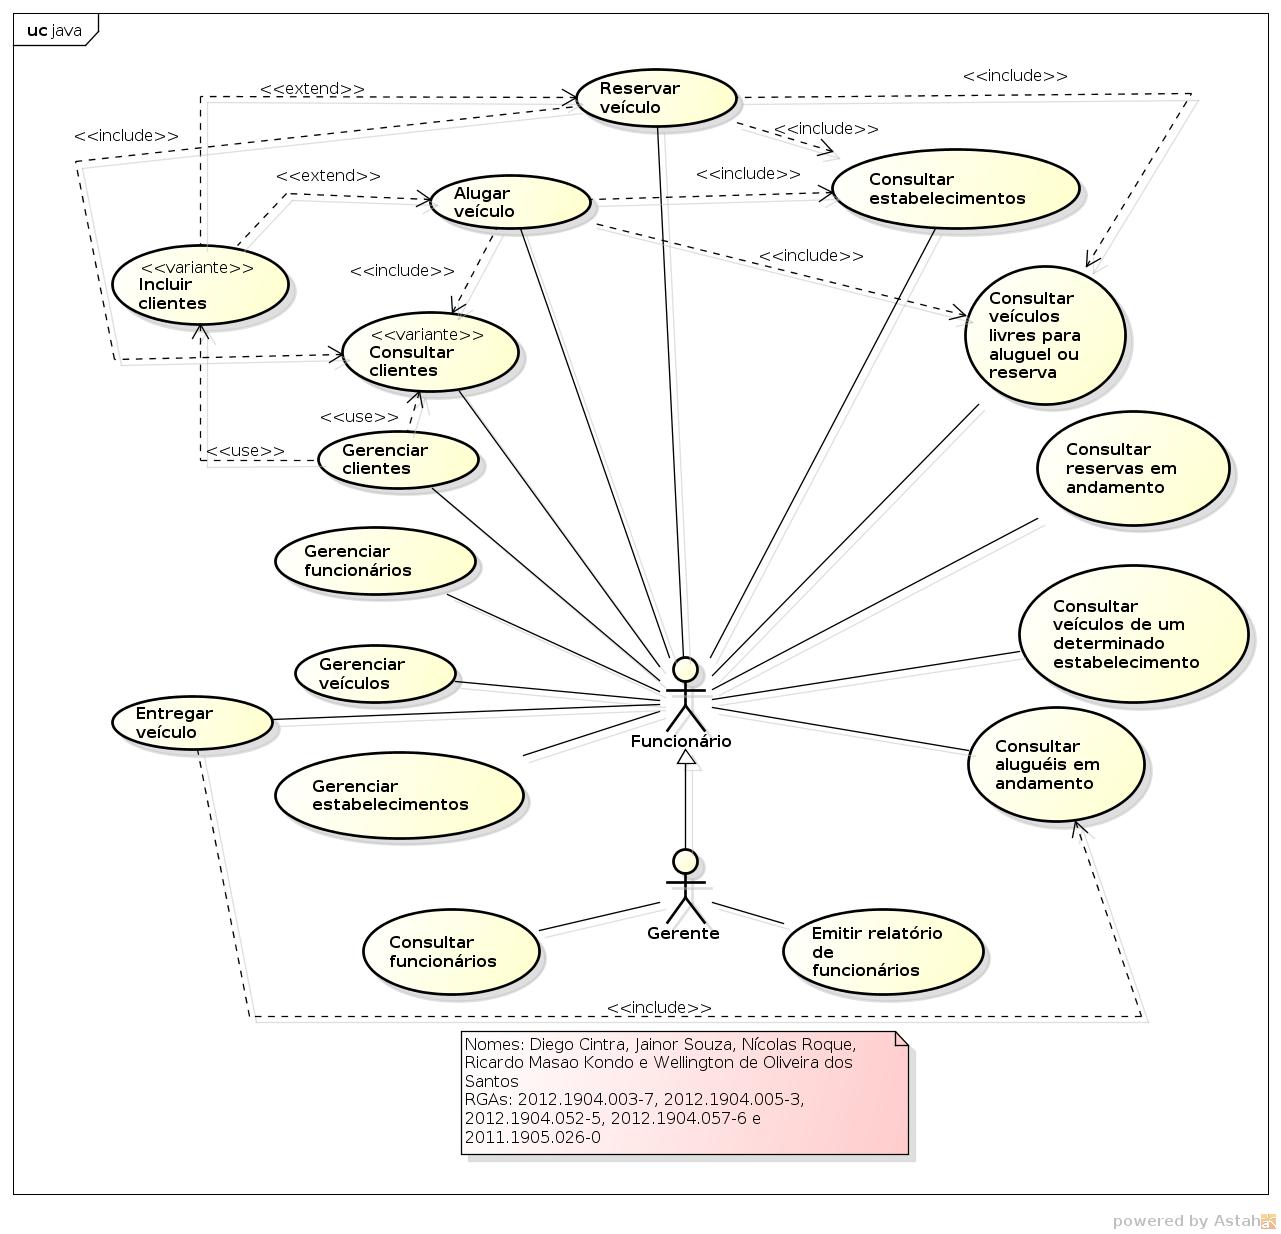 uc java
<<include>>
<<extend>>
Reservar
veículo
<<include>>
<<include>>
<<extend>>
<<include>>
Alugar
veículo
Consultar
estabelecimentos
<<include>>
<<include>>
<<variante>>
Incluir
clientes
Consultar
veículos
livres para
aluguel ou
reserva
<<variante>>
Consultar
clientes
<<use>>
<<use>>
Gerenciar
clientes
Consultar
reservas em
andamento
Gerenciar
funcionários
Consultar
veículos de um
determinado
estabelecimento
Gerenciar
veículos
Entregar
veículo
Funcionário
Consultar
aluguéis em
andamento
Gerenciar
estabelecimentos
Gerente
Consultar
funcionários
Emitir relatório
de
funcionários
<<include>>
Nomes: Diego Cintra, Jainor Souza, Nícolas Roque,
Ricardo Masao Kondo e Wellington de Oliveira dos
Santos
RGAs: 2012.1904.003-7, 2012.1904.005-3,
2012.1904.052-5, 2012.1904.057-6 e
2011.1905.026-0
powered by Astah